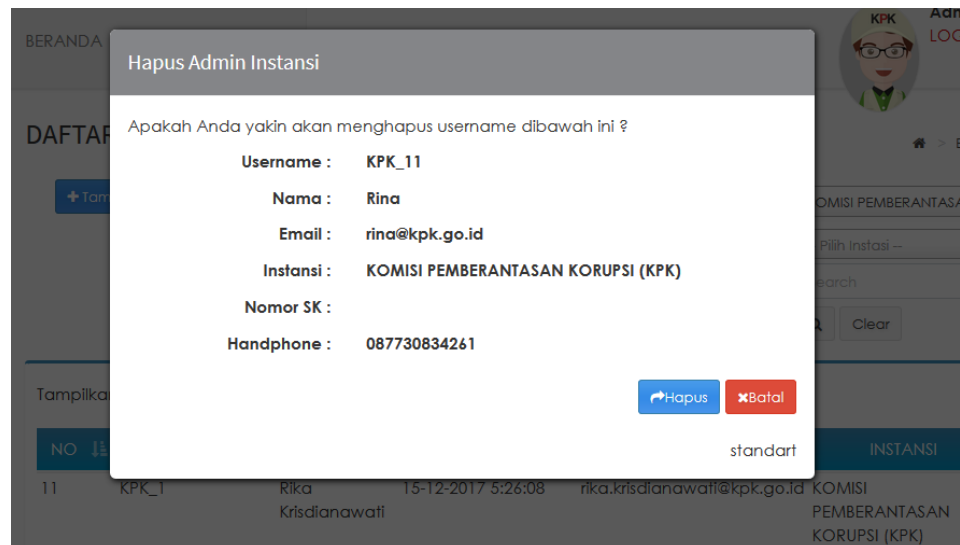 BERANDA
KPK
Hapus Admin Instansi
DAFTAR
Apakah Anda yakin akan menghapus username dibawah ini ?
Username : KPK_11
Nama : Rina
Email : rina@kpk.go.id
Instansi : KOMISI PEMBERANTASAN KORUPSI (KPK)
Nomor SK :
Handphone : 087730834261
Hapus Batal
standart
Pilih Instasi --
Clear
NO INSTANSI
11 KPK_1 Rika Krisdianawati 15-12-2017 5:26:08 rika.krisdianawati@kpk.go.id KOMISI PEMBERANTASAN KORUPSI (KPK)